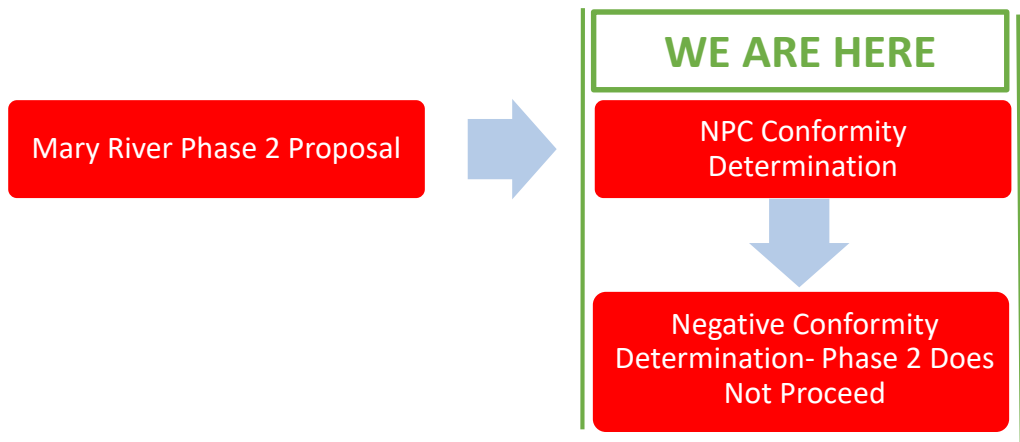 WE ARE HERE
Mary River Phase 2 Proposal
NPC Conformity
Determination
Negative Conformity
Determination- Phase 2 Does
Not Proceed